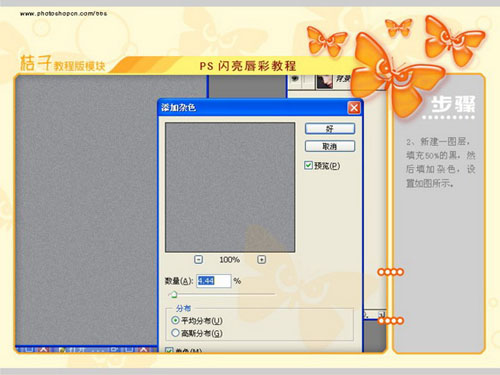 www.photoshopcn.com/bbs
桔子教程版模块
PS 闪亮唇彩教程
背景
步骤
2、新建一图层，
填充50%的黑，然
后填加杂色，设
置如图所示。
添加杂色
好
取消
预览(P)
100%
数量(A): 4.44 %
分布
平均分布(U)
高斯分布(G)
单色(M)